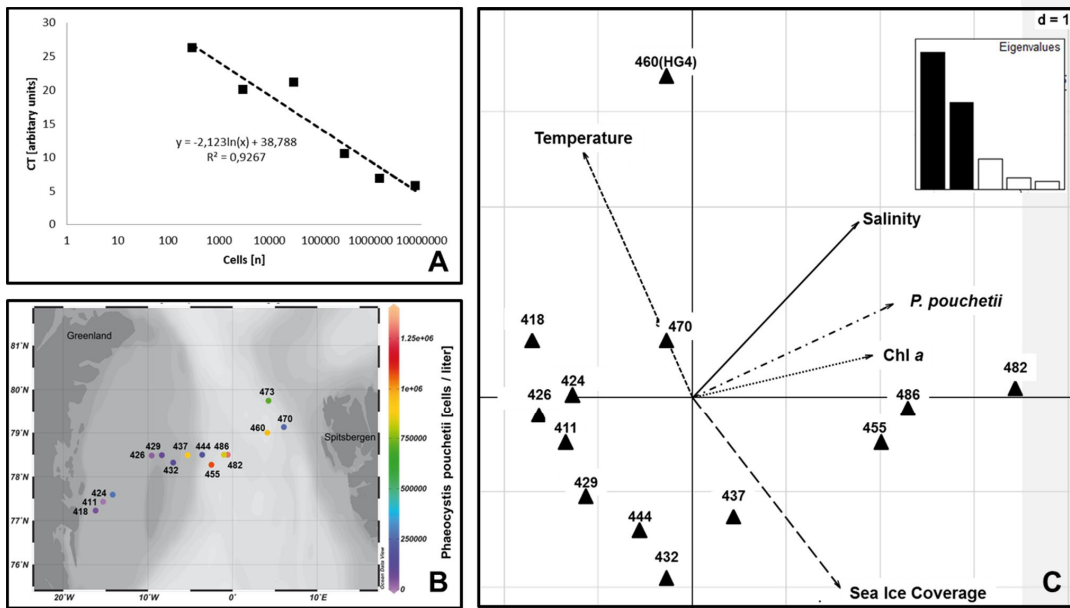 30
25
20
15
10
5
0
CT [arbitary units]
y = -2,123ln(x) + 38,788
R² = 0,9267
1 10 100 1000 10000 100000 1000000 10000000
Cells [n]
A
Greenland
Spitsbergen
81°N
80°N
79°N
78°N
77°N
76°N
20°W 10°W 0° 10°E
473
470
460
426 429 437 444 486
432 455 482
424
411
418
Ocean Data View
1.25e+06
1e+06
750000
500000
250000
0
Phaeocystis pouchetii [cells / liter]
B
d = 1
Eigenvalues
460(HG4)
Temperature
Salinity
P. pouchetii
Chl a
418 470
482
424
426 486
411 455
429
437
444
432
Sea Ice Coverage
C